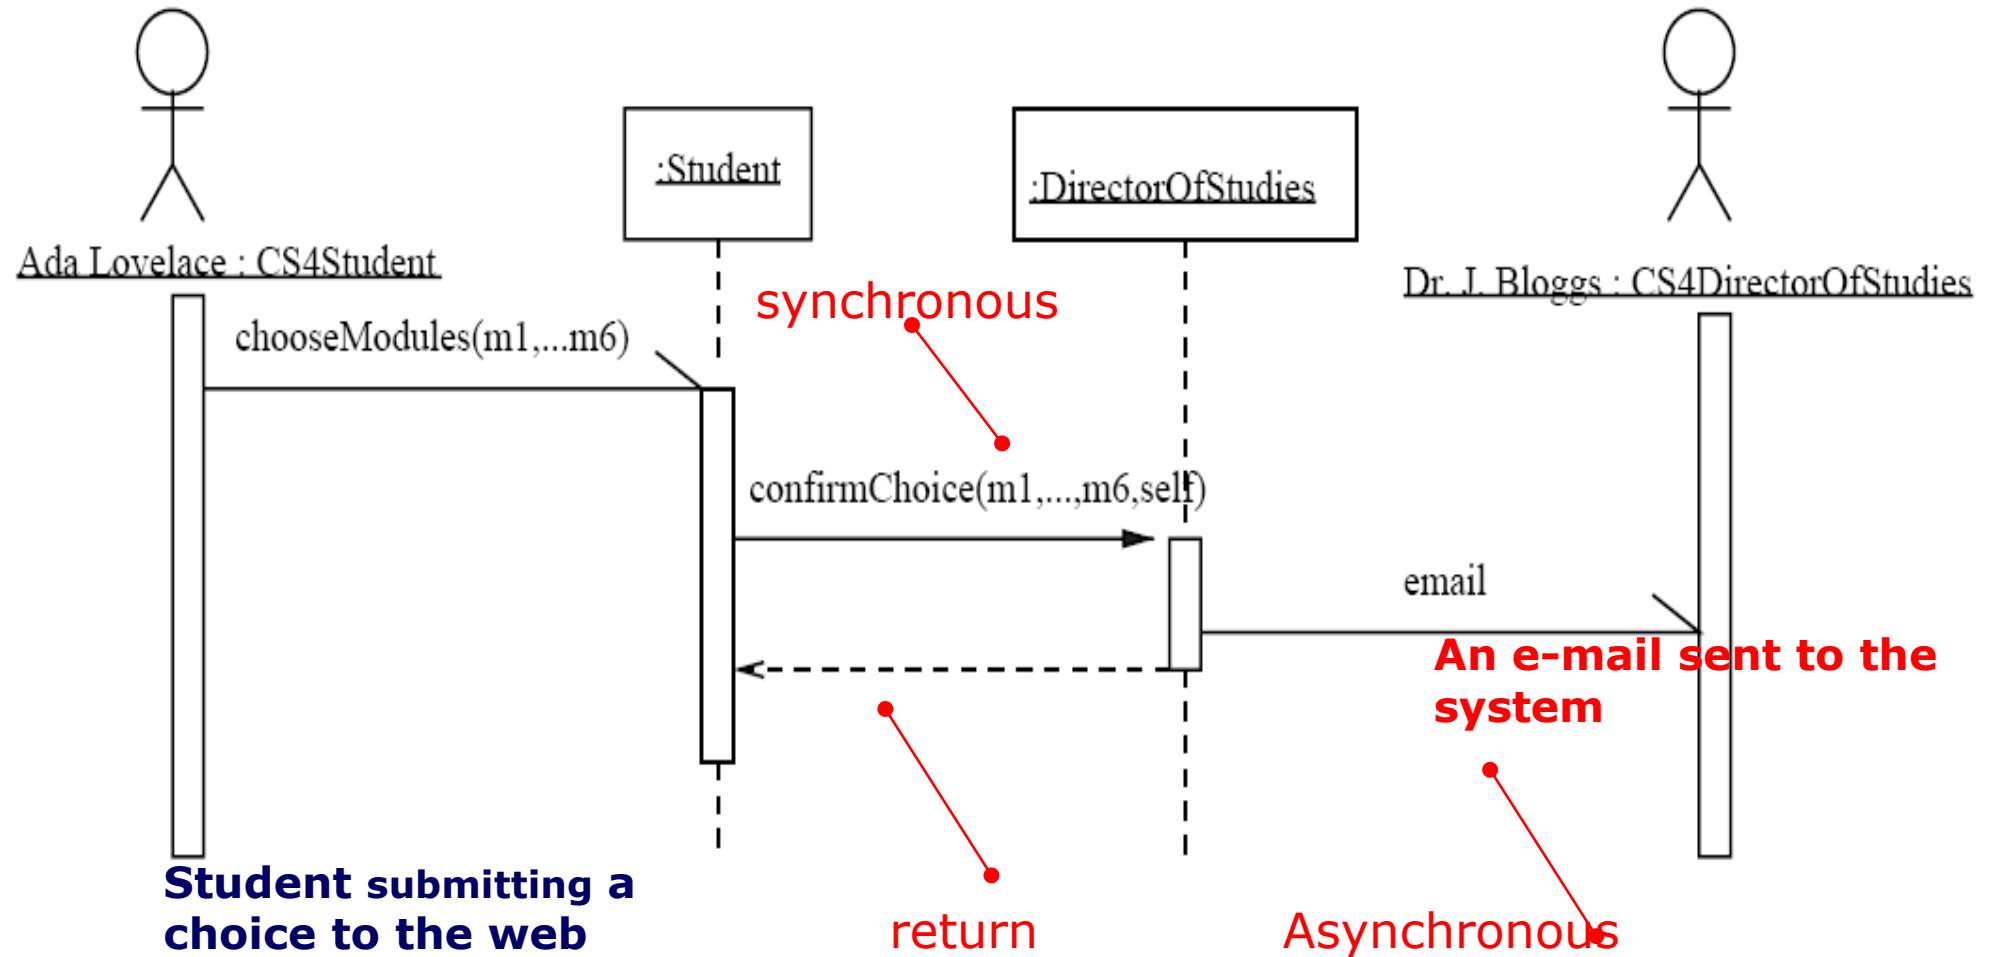 :Student
:DirectorOfStudies
Ada Lovelace : CS4Student
Dr. J. Bloggs : CS4DirectorOfStudies
synchronous
chooseModules(m1,...m6)
confirmChoice(m1,...,m6,self)
email
An e-mail sent to the
system
Student submitting a
choice to the web
return
Asynchronous